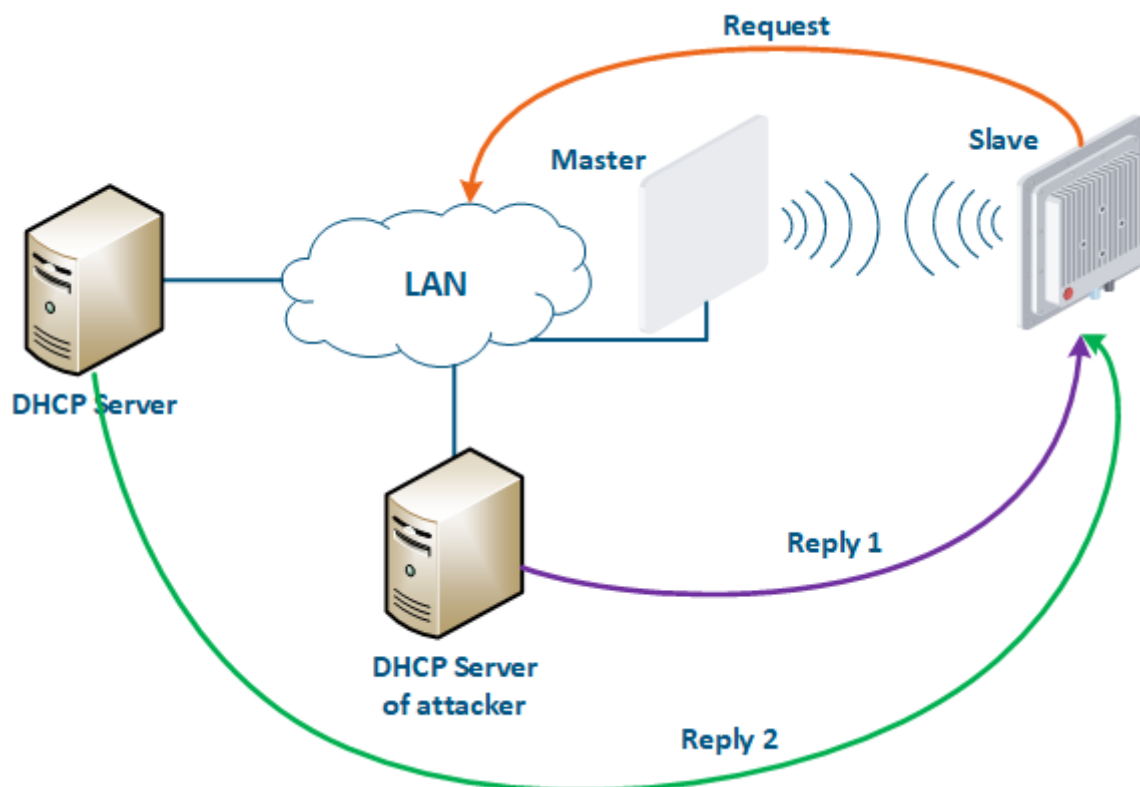 Request
Master
Slave
LAN
DHCP Server
Reply 1
DHCP Server
of attacker
Reply 2